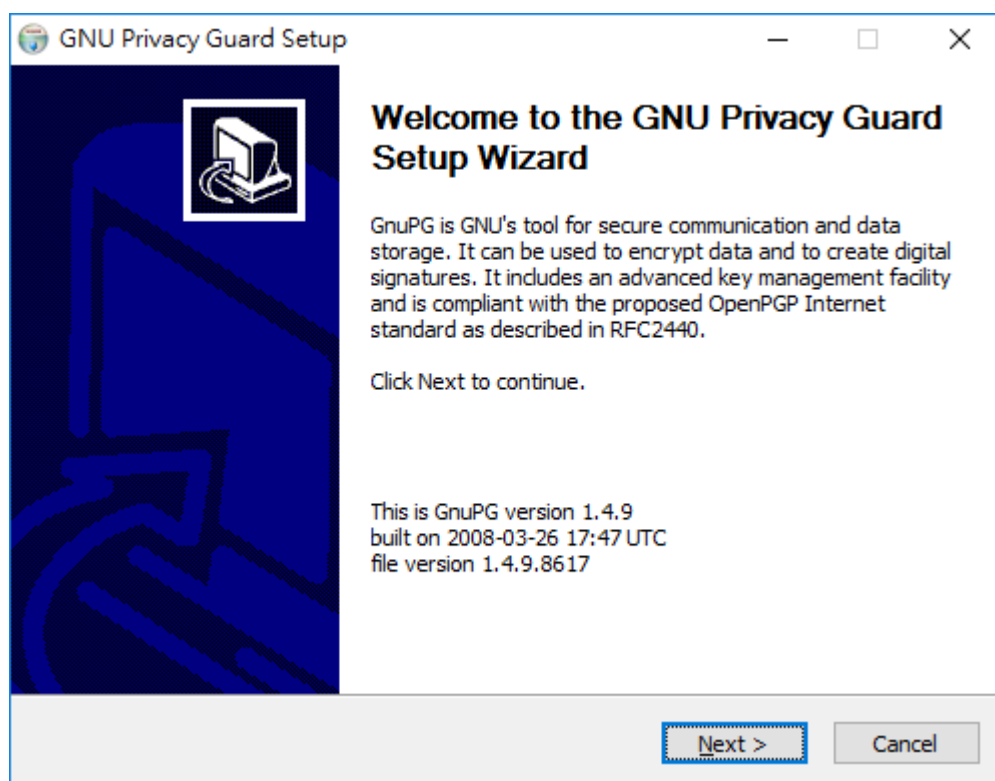 GNU Privacy Guard Setup
Welcome to the GNU Privacy Guard
Setup Wizard
GnuPG is GNU's tool for secure communication and data
storage. It can be used to encrypt data and to create digital
signatures. It includes an advanced key management facility
and is compliant with the proposed OpenPGP Internet
standard as described in RFC2440.
Click Next to continue.
This is GnuPG version 1.4.9
built on 2008-03-26 17:47 UTC
file version 1.4.9.8617
Next >
Cancel